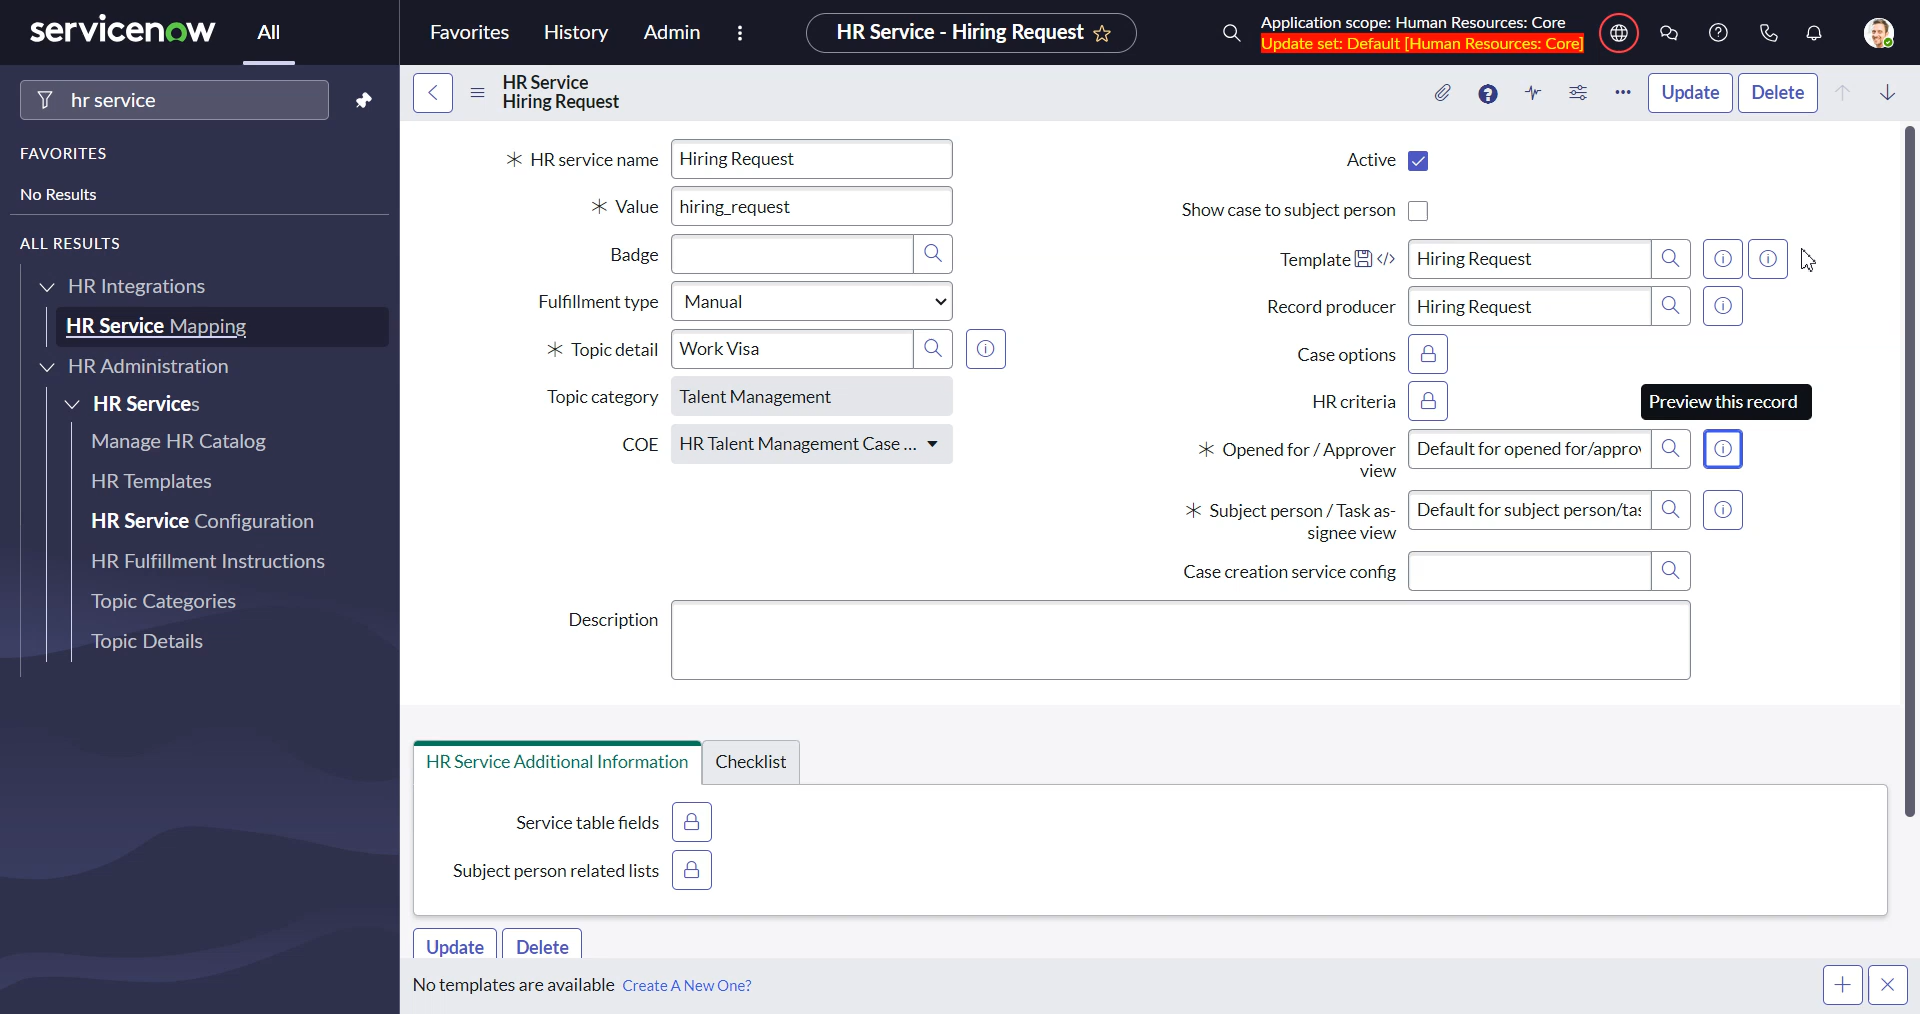 servicenow
All
Favorites
History
Admin
HR Service - Hiring Request
Application scope: Human Resources: Core
Update set: Default [Human Resources: Core]
hr service
FAVORITES
No Results
ALL RESULTS
HR Integrations
HR Service Mapping
HR Administration
HR Services
Manage HR Catalog
HR Templates
HR Service Configuration
HR Fulfillment Instructions
Topic Categories
Topic Details
HR Service
Hiring Request
Update
Delete
HR service name
Hiring Request
Value
hiring_request
Badge
Fulfillment type
Manual
Topic detail
Work Visa
Topic category
Talent Management
COE
HR Talent Management Case ...
Active
Show case to subject person
Template
Hiring Request
Record producer
Hiring Request
Case options
HR criteria
Preview this record
Opened for / Approver
view
Default for opened for/approv
Subject person / Task as-
signee view
Default for subject person/tas
Case creation service config
Description
HR Service Additional Information
Checklist
Service table fields
Subject person related lists
Update
Delete
No templates are available Create A New One?